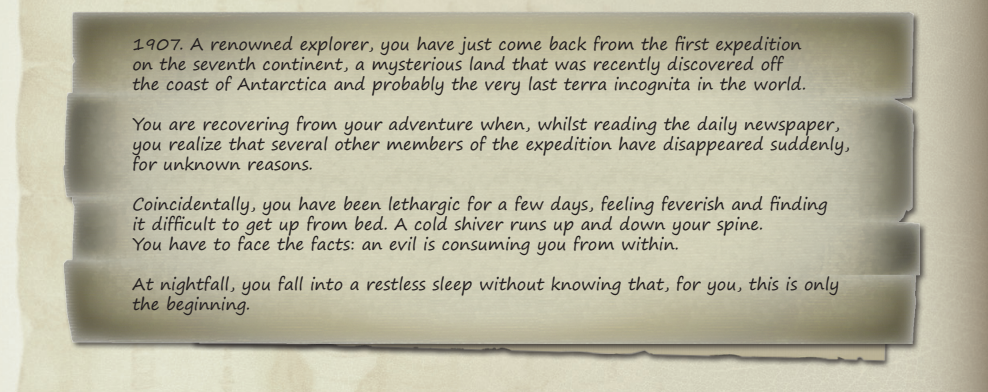 1907. A renowned explorer, you have just come back from the first expedition
on the seventh continent, a mysterious land that was recently discovered off
the coast of Antarctica and probably the very last terra incognita in the world.
You are recovering from your adventure when, whilst reading the daily newspaper,
you realize that several other members of the expedition have disappeared suddenly,
for unknown reasons.
Coincidentally, you have been lethargic for a few days, feeling feverish and finding
it difficult to get up from bed. A cold shiver runs up and down your spine.
You have to face the facts: an evil is consuming you from within.
At nightfall, you fall into a restless sleep without knowing that, for you, this is only
the beginning.